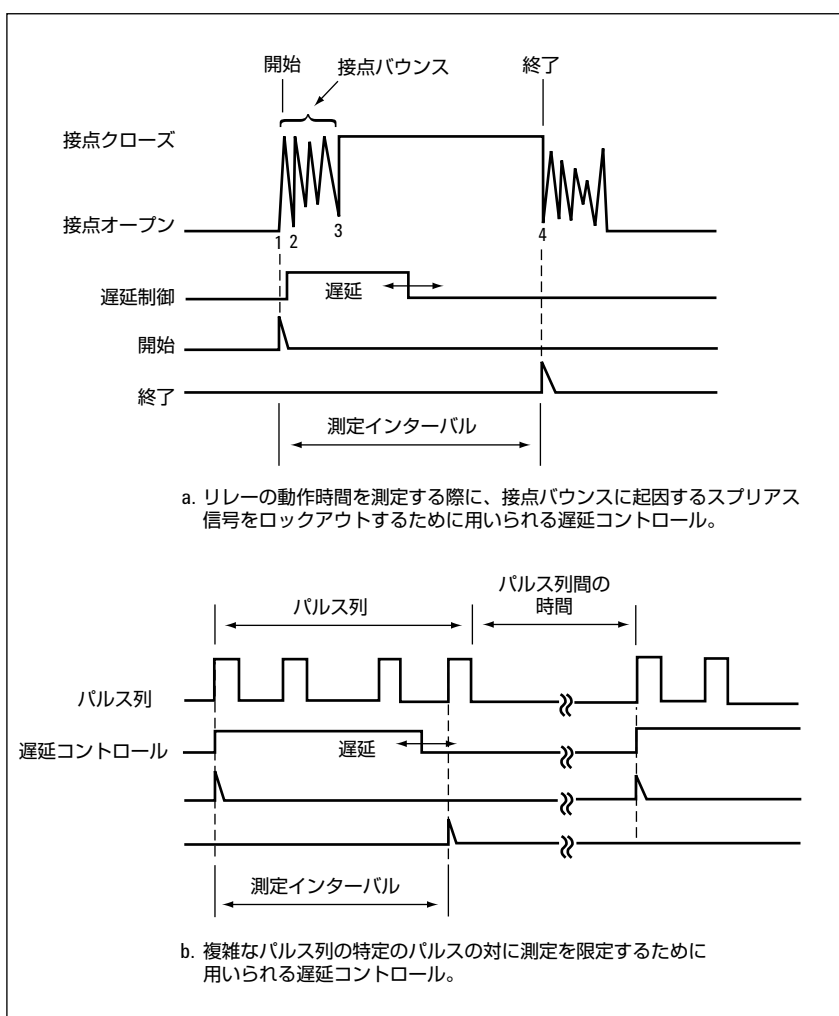 開始
接点バウンス
終了
接点クローズ
接点オープン
1 2
3
4
遅延制御
遅延
開始
終了
測定インターバル
a. リレーの動作時間を測定する際に、接点バウンスに起因するスプリアス
信号をロックアウトするために用いられる遅延コントロール。
パルス列
パルス列間の
時間
パルス列
遅延コントロール
遅延
測定インターバル
b. 複雑なパルス列の特定のパルスの対に測定を限定するために
用いられる遅延コントロール。